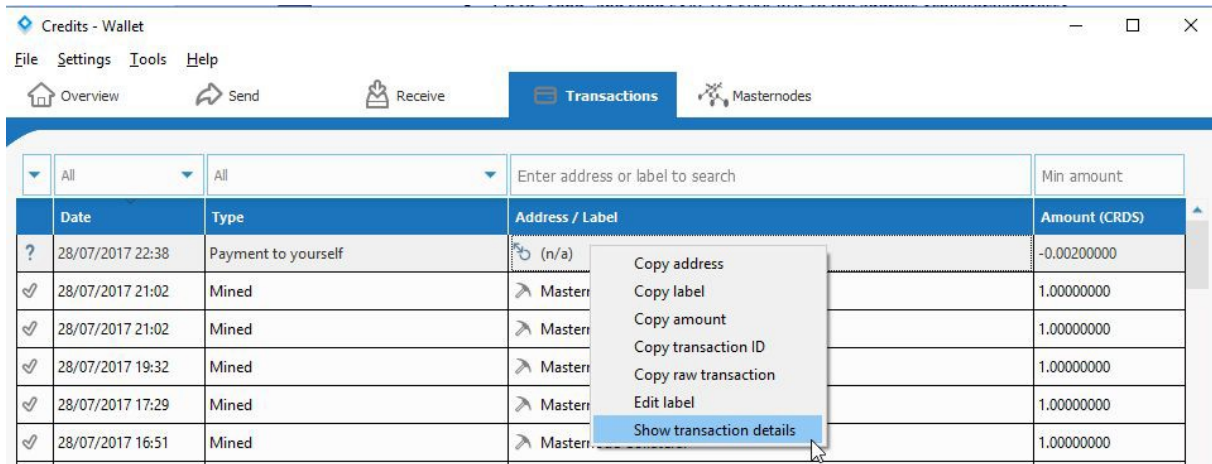 Credits - Wallet
File Settings Tools Help
Overview Send Receive Transactions Masternodes
All All Enter address or label to search Min amount
Date Type Address / Label Amount (CRDS)
? 28/07/2017 22:38 Payment to yourself (n/a) -0.00200000
28/07/2017 21:02 Mined 1.00000000
28/07/2017 21:02 Mined 1.00000000
28/07/2017 19:32 Mined 1.00000000
28/07/2017 17:29 Mined 1.00000000
28/07/2017 16:51 Mined 1.00000000
Copy address
Copy label
Copy amount
Copy transaction ID
Copy raw transaction
Edit label
Show transaction details